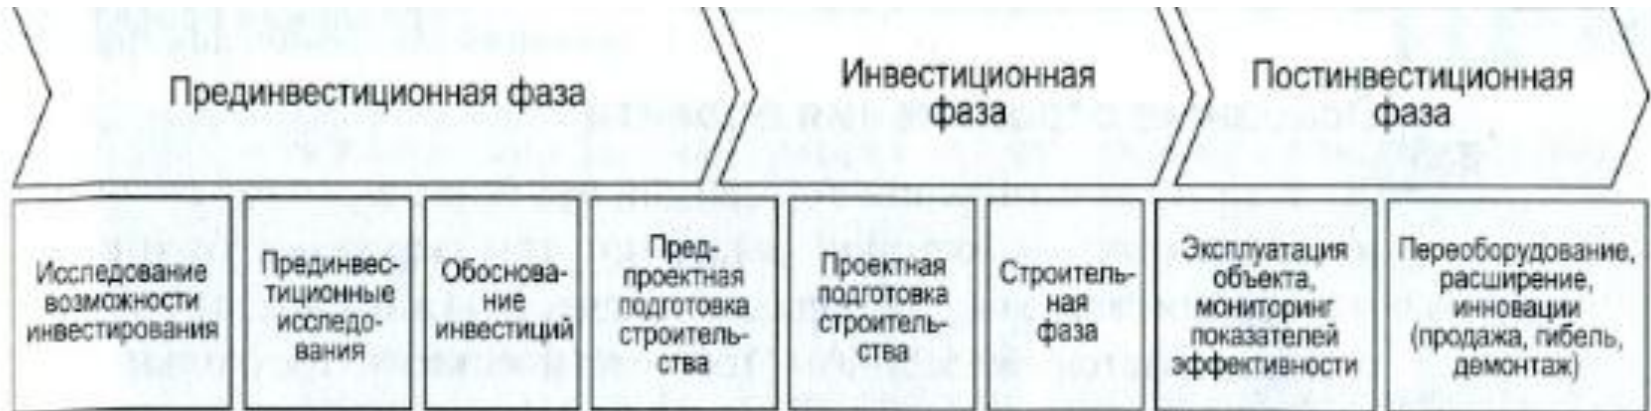 Прединвестиционная фаза
Инвестиционная
фаза
Постинвестиционная
фаза
Исследование
возможности
инвестирования
Прединвес-
тиционные
исследо-
вания
Обоснова-
ние
инвестиций
Пред-
проектная
подготовка
строитель-
ства
Проектная
подготовка
строитель-
ства
Строитель-
ная
фаза
Эксплуатация
объекта,
мониторинг
показателей
эффективности
Переоборудование,
расширение,
инновации
(продажа, гибель,
демонтаж)